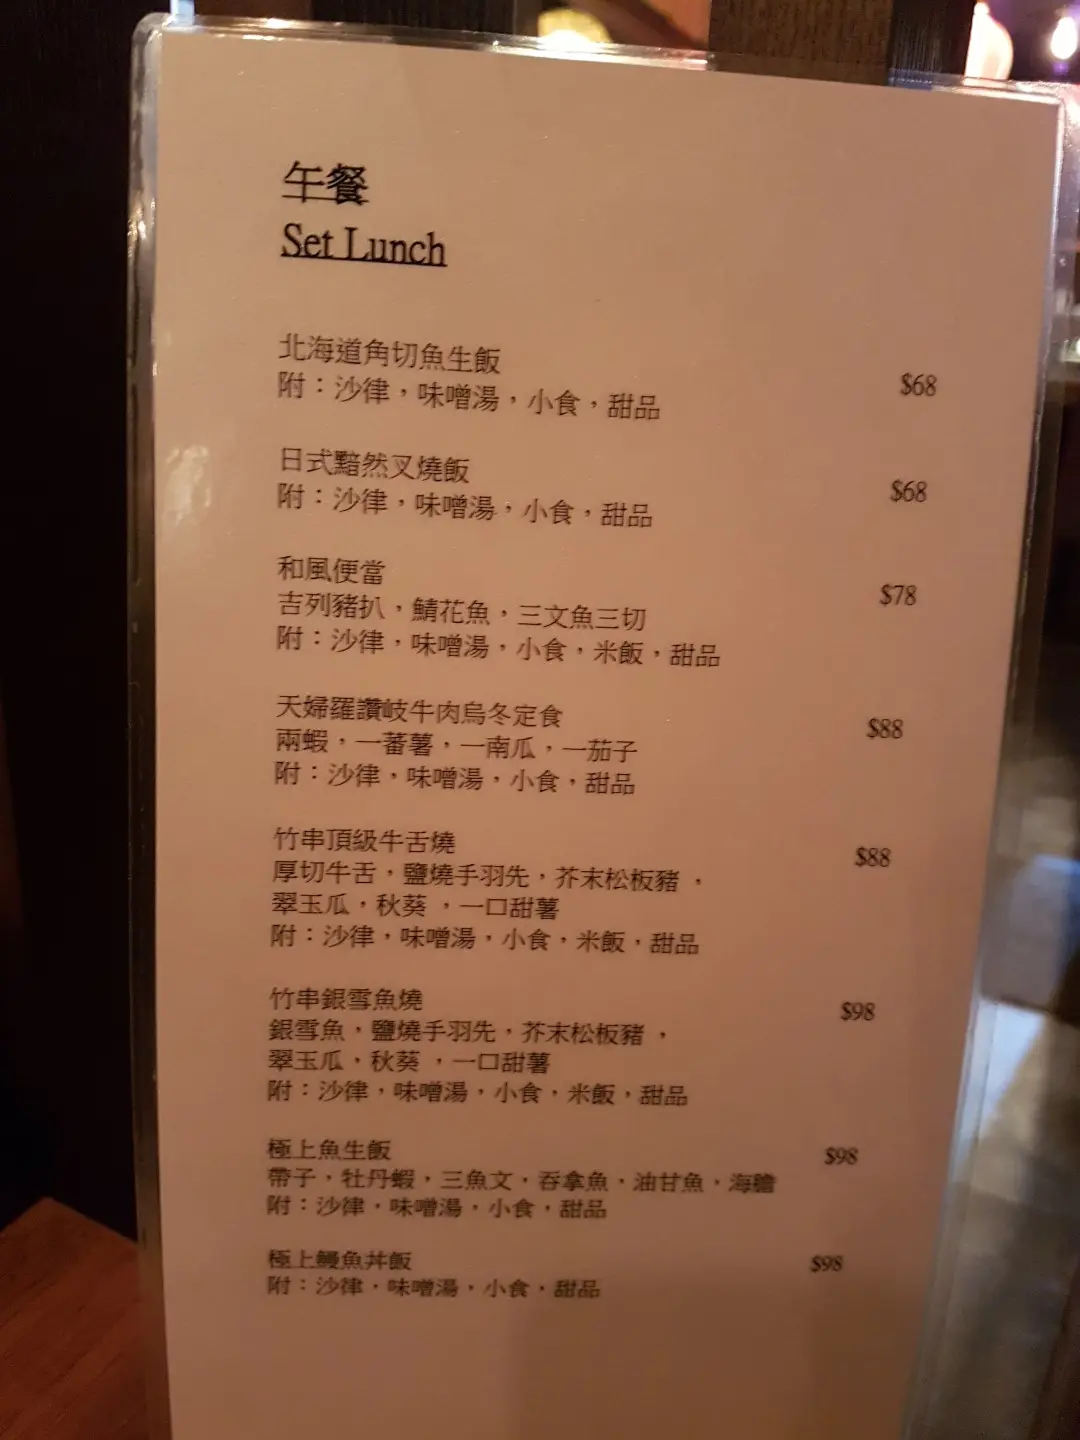 午餐
Set Lunch
北海道角切魚生飯
附：沙律，味噌湯，小食，甜品
$68
日式黯然叉燒飯
附：沙律，味噌湯，小食，甜品
$68
和風便當
吉列豬扒，鯖花魚，三文魚三切
附：沙律，味噌湯，小食，米飯，甜品
$78
天婦羅讚岐牛肉烏冬定食
兩蝦，一蕃薯，一南瓜，一茄子
附：沙律，味噌湯，小食，甜品
$88
竹串頂級牛舌燒
厚切牛舌，鹽燒手羽先，芥末松板豬 ，
翠玉瓜，秋葵 ，一口甜薯
附：沙律，味噌湯，小食，米飯，甜品
$88
竹串銀雪魚燒
銀雪魚，鹽燒手羽先，芥末松板豬 ，
翠玉瓜，秋葵 ，一口甜薯
附：沙律，味噌湯，小食，米飯，甜品
$98
極上魚生飯
帶子，牡丹蝦，三魚文，吞拿魚，油甘魚，海膽
附：沙律，味噌湯，小食，甜品
$98
極上鰻魚丼飯
附：沙律，味噌湯，小食，甜品
$98